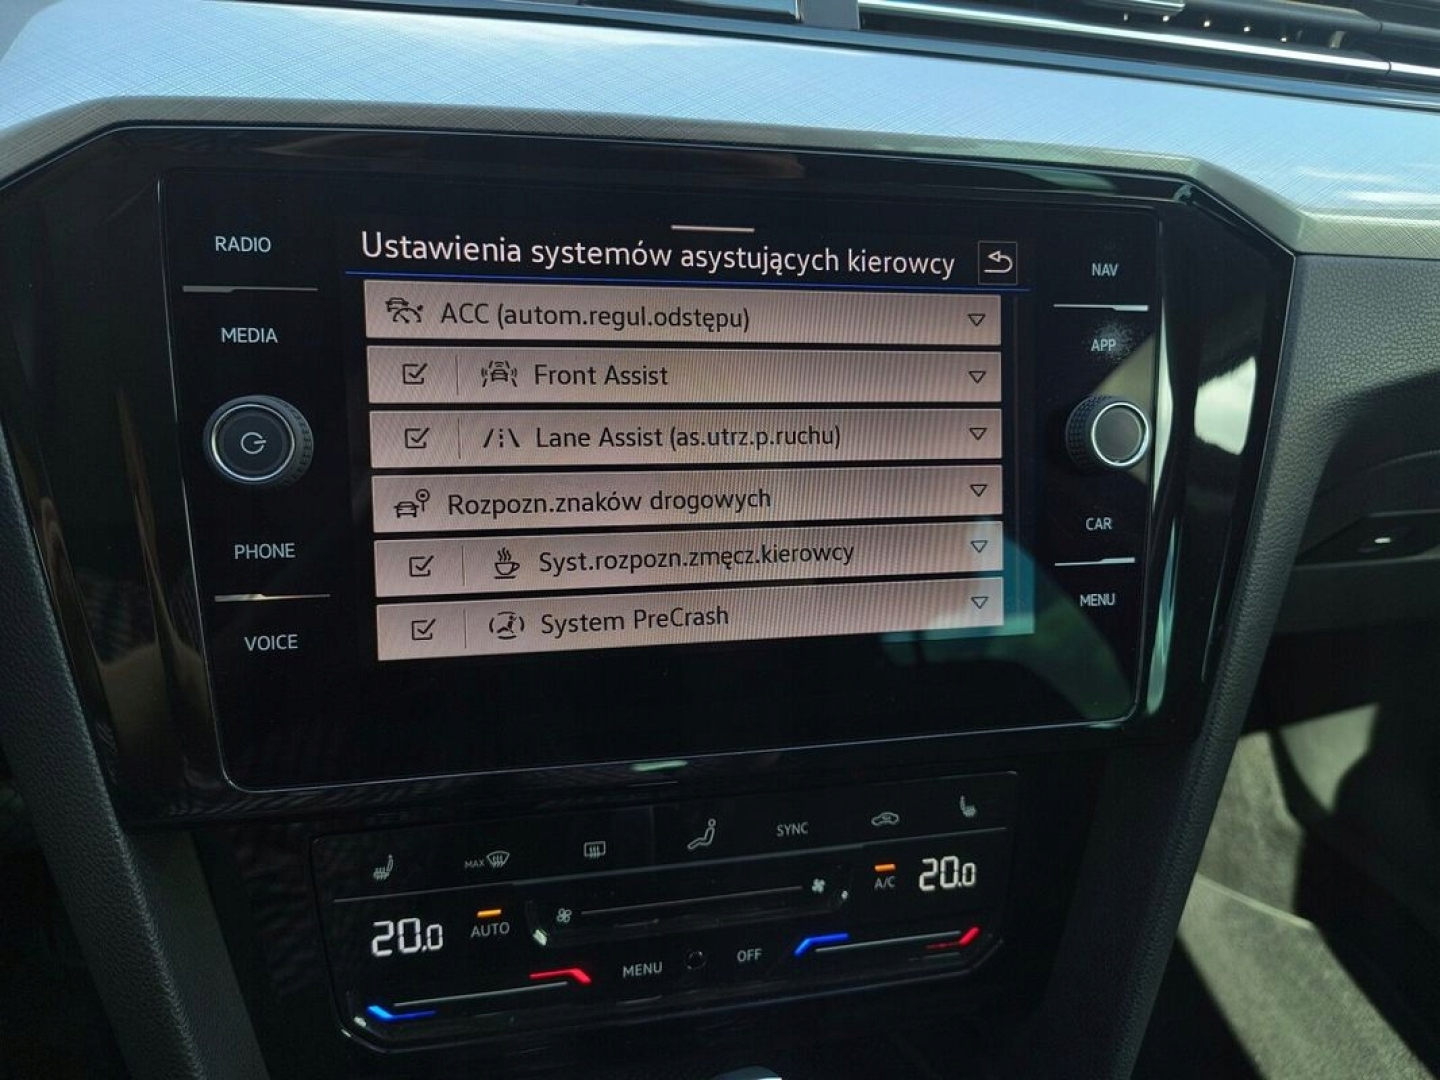 RADIO
MEDIA
PHONE
VOICE
Ustawienia systemów asystujących kierowcy
ACC (autom.regul.odstępu)
Front Assist
Lane Assist (as.utrz.p.ruchu)
Rozpozn.znaków drogowych
Syst.rozpozn.zmęcz.kierowcy
System PreCrash
NAV
APP
CAR
MENU
MAX
SYNC
20.0
AUTO
A/C
20.0
MENU
OFF